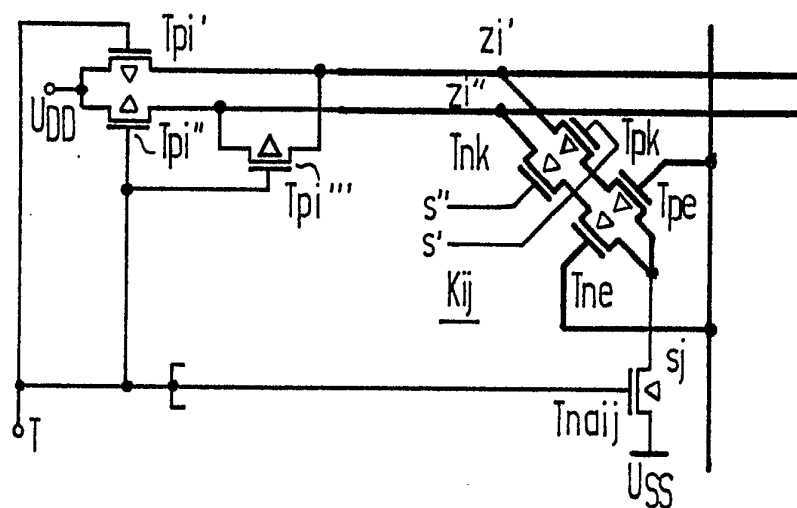 Tpi'
zi'
UDD
zi''
Tpi''
Tnk
Tpk
Tpi'''
s''
Tpe
s'
Kij
Tne
sj
Tnaij
T
USS